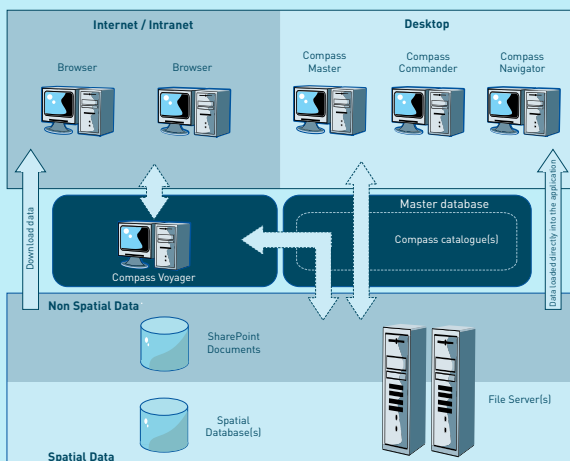 Internet / Intranet
Desktop
Browser
Browser
Compass
Master
Compass
Commander
Compass
Navigator
Download data
Data loaded directly into the application
Master database
Compass catalogue(s)
Compass Voyager
Non Spatial Data
SharePoint
Documents
File Server(s)
Spatial
Database(s)
Spatial Data